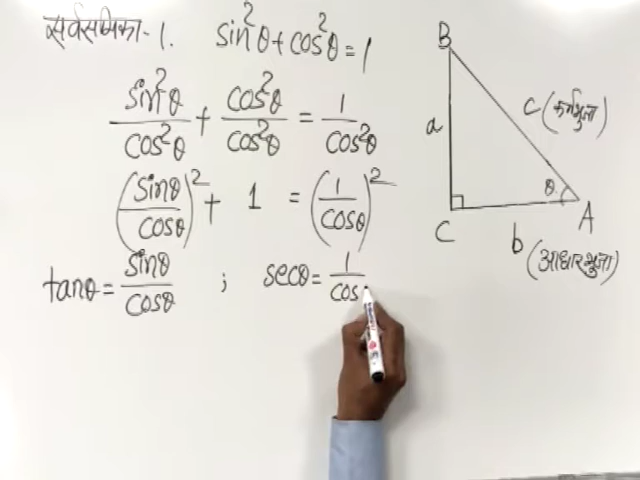 सर्वसमिका-1. sin²θ+cos²θ=1
sin²θ/cos²θ + cos²θ/cos²θ = 1/cos²θ
(sinθ/cosθ)² + 1 = (1/cosθ)²
tanθ = sinθ/cosθ ; secθ = 1/cos
B
a
c (कर्णभुजा)
θ
C
A
b
(आधारभुजा)